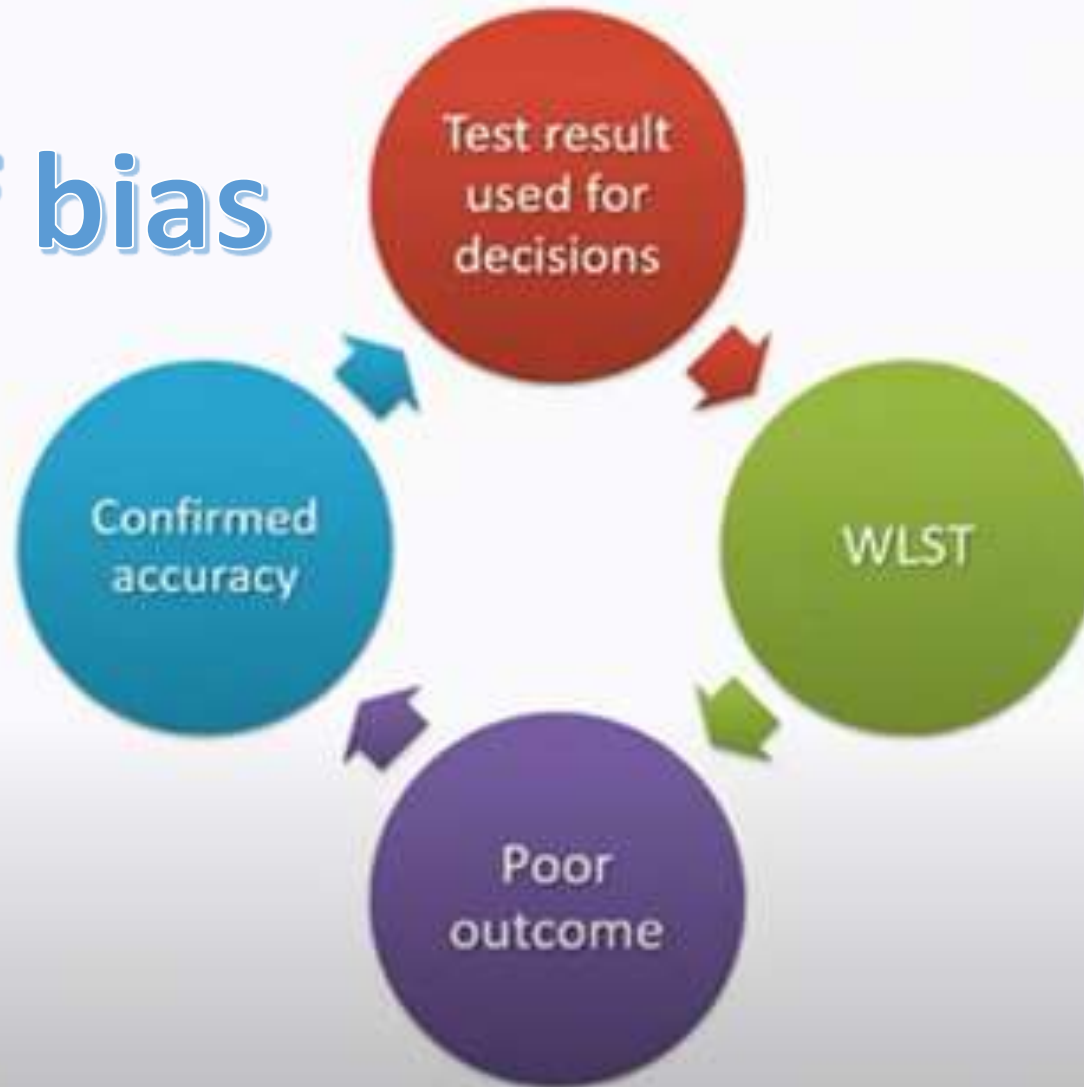 bias
Test result
used for
decisions
WLST
Poor
outcome
Confirmed
accuracy